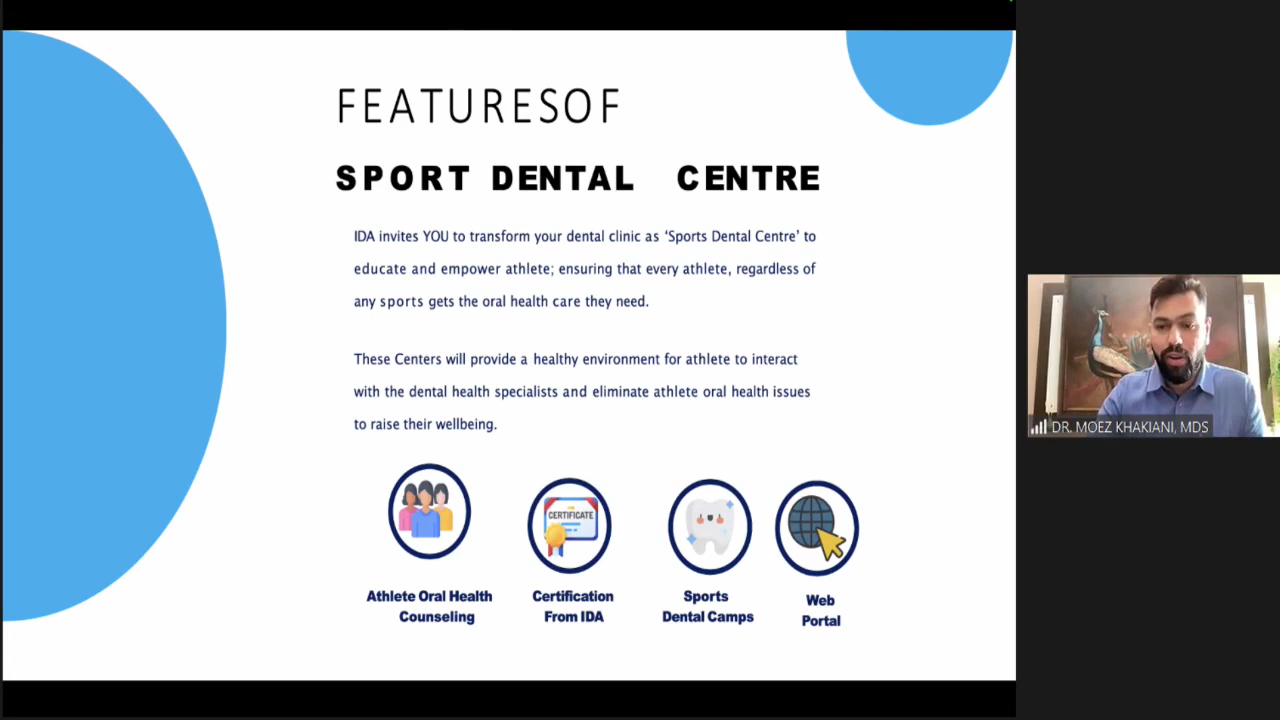 FEATURESOF
SPORT DENTAL CENTRE
IDA invites YOU to transform your dental clinic as ‘Sports Dental Centre’ to
educate and empower athlete; ensuring that every athlete, regardless of
any sports gets the oral health care they need.
These Centers will provide a healthy environment for athlete to interact
with the dental health specialists and eliminate athlete oral health issues
to raise their wellbeing.
CERTIFICATE
Athlete Oral Health
Counseling
Certification
From IDA
Sports
Dental Camps
Web
Portal
DR. MOEZ KHAKIANI, MDS